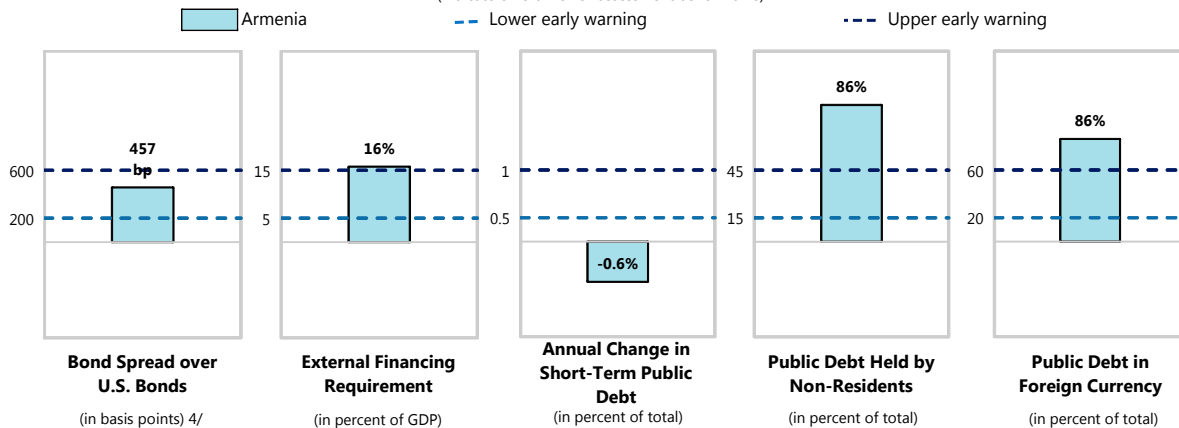 Armenia
Lower early warning
Upper early warning
457
bp
600
200
16%
15
5
1
0.5
-0.6%
86%
45
15
86%
60
20
Bond Spread over
U.S. Bonds
(in basis points) 4/
External Financing
Requirement
(in percent of GDP)
Annual Change in
Short-Term Public
Debt
(in percent of total)
Public Debt Held by
Non-Residents
(in percent of total)
Public Debt in
Foreign Currency
(in percent of total)